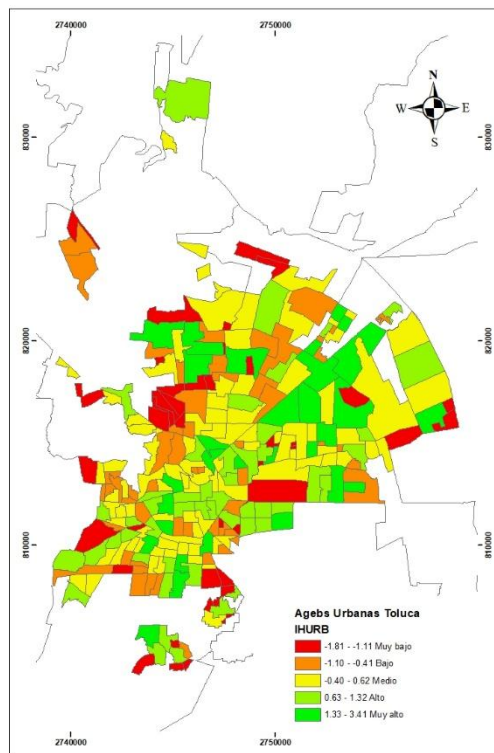 2740000 2750000
N
W E
S
830000 830000
820000 820000
810000 810000
Agebs Urbanas Toluca
IHURB
-1.81 - -1.11 Muy bajo
-1.10 - -0.41 Bajo
-0.40 - 0.62 Medio
0.63 - 1.32 Alto
1.33 - 3.41 Muy alto
2740000 2750000